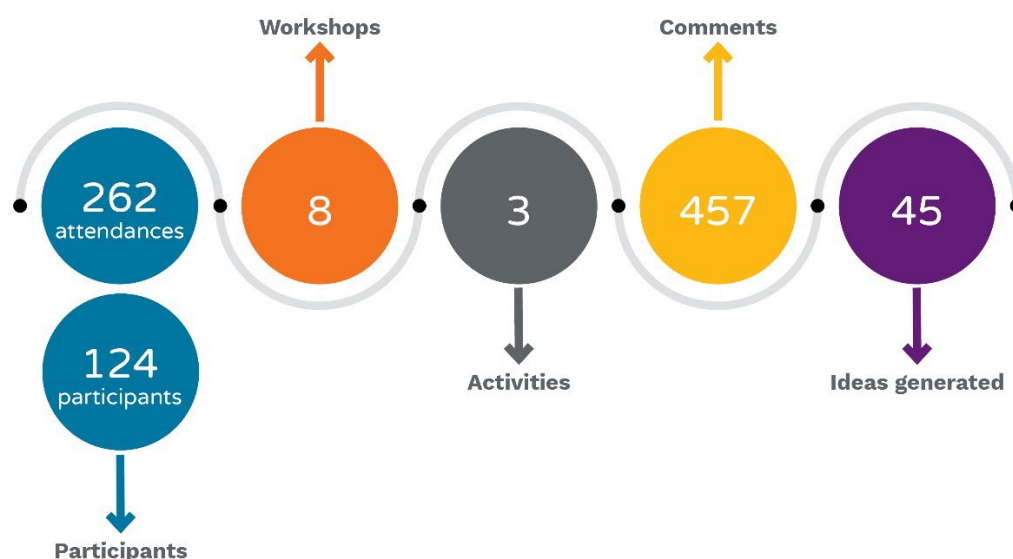 Workshops
Comments
262
attendances
8
3
457
45
124
participants
Activities
Ideas generated
Participants